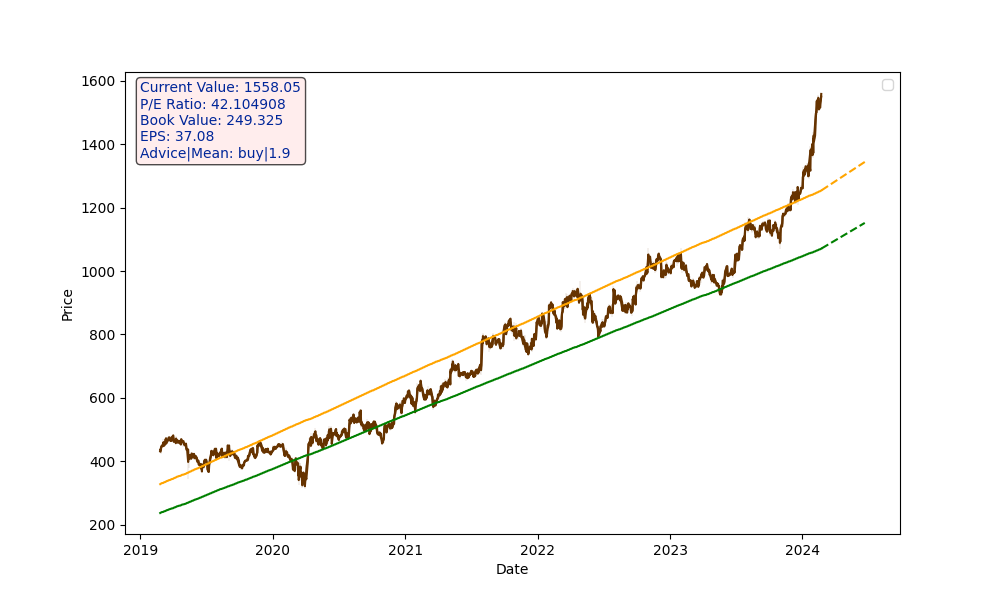 Current Value: 1558.05
P/E Ratio: 42.104908
Book Value: 249.325
EPS: 37.08
Advice|Mean: buy|1.9
1600
1400
1200
1000
800
600
400
200
Price
2019 2020 2021 2022 2023 2024
Date